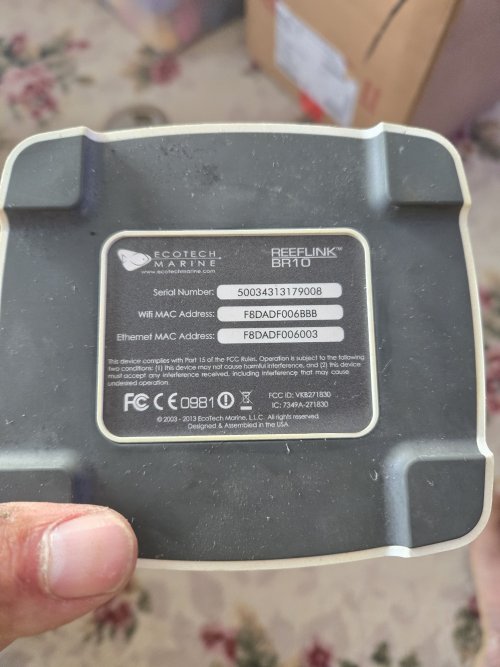 ECOTECH
MARINE
www.ecotechmarine.com
REEFLINK™
BR10
Serial Number: 50034313179008
Wifi MAC Address: F8DADF006BBB
Ethernet MAC Address: F8DADF006003
This device complies with Part 15 of the FCC Rules. Operation is subject to the following
two conditions: (1) this device may not cause harmful interference, and (2) this device
must accept any interference received, including interference that may cause
undesired operation.
FC CE 0981
FCC ID: VKB271830
IC: 7349A-271830
© 2003 - 2013 EcoTech Marine, L.L.C. All rights reserved.
Designed & Assembled in the USA